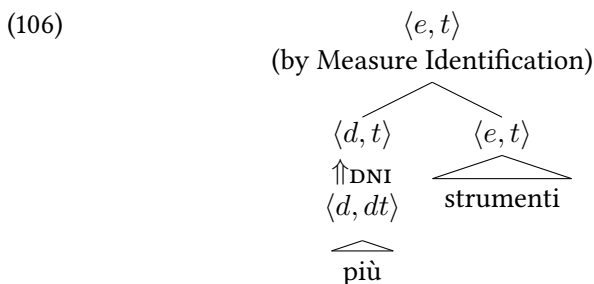 (106)
⟨e, t⟩
(by Measure Identification)
⟨d, t⟩ ⟨e, t⟩
⇑DNI
⟨d, dt⟩ strumenti
più